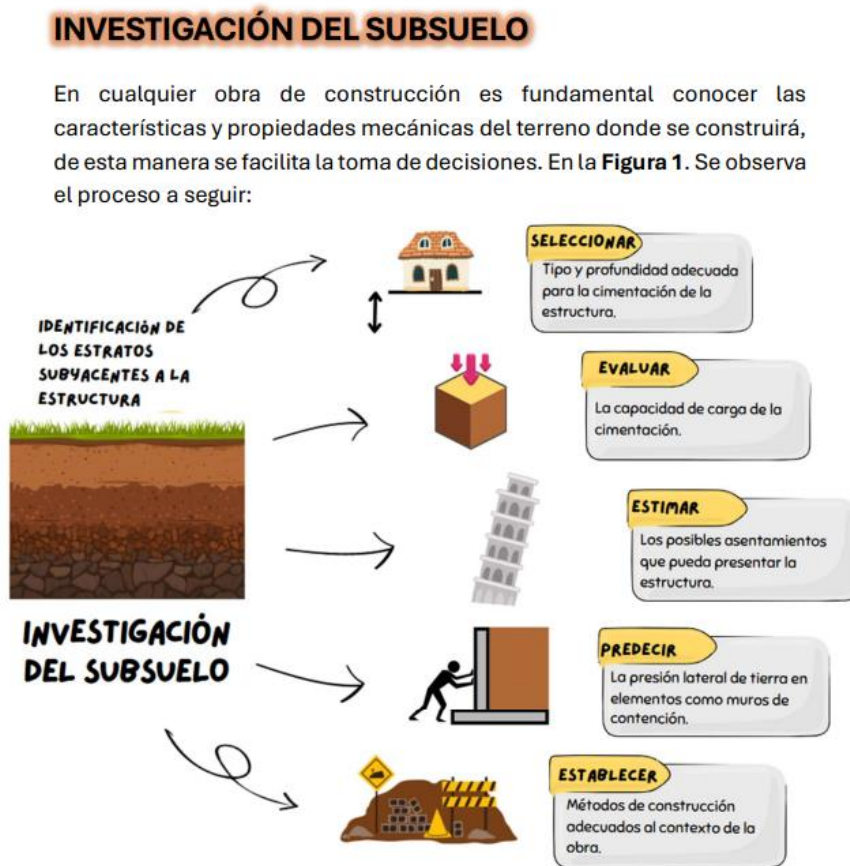 INVESTIGACIÓN DEL SUBSUELO
En cualquier obra de construcción es fundamental conocer las
características y propiedades mecánicas del terreno donde se construirá,
de esta manera se facilita la toma de decisiones. En la Figura 1. Se observa
el proceso a seguir:
IDENTIFICACIÓN DE
LOS ESTRATOS
SUBYACENTES A LA
ESTRUCTURA
INVESTIGACIÓN
DEL SUBSUELO
SELECCIONAR
Tipo y profundidad adecuada
para la cimentación de la
estructura.
EVALUAR
La capacidad de carga de la
cimentación.
ESTIMAR
Los posibles asentamientos
que pueda presentar la
estructura.
PREDECIR
La presión lateral de tierra en
elementos como muros de
contención.
ESTABLECER
Métodos de construcción
adecuados al contexto de la
obra.